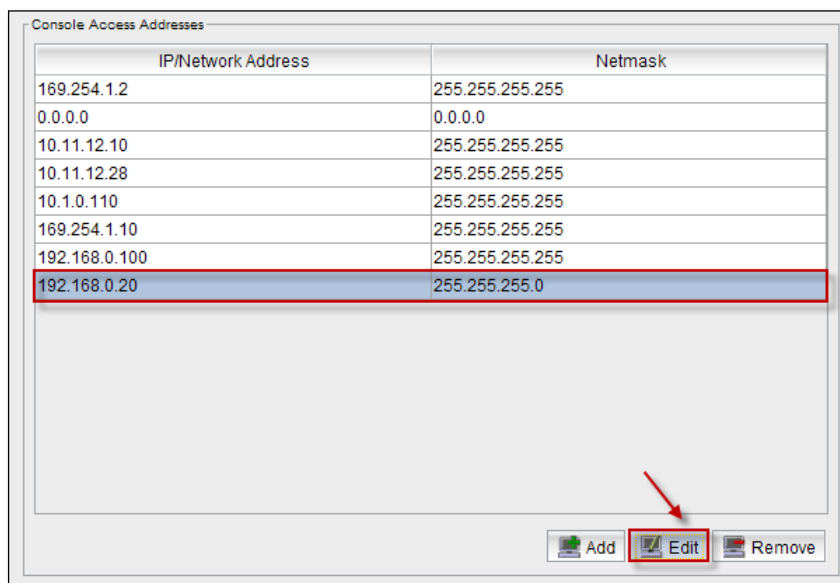 Console Access Addresses
IP/Network Address Netmask
169.254.1.2 255.255.255.255
0.0.0.0 0.0.0.0
10.11.12.10 255.255.255.255
10.11.12.28 255.255.255.255
10.1.0.110 255.255.255.255
169.254.1.10 255.255.255.255
192.168.0.100 255.255.255.255
192.168.0.20 255.255.255.0
Add Edit Remove